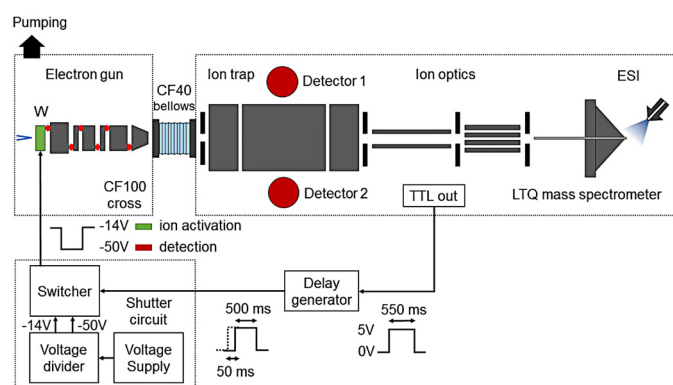 Pumping
Electron gun
CF40
bellows
Ion trap
Detector 1
Ion optics
ESI
W
CF100
cross
Detector 2
TTL out
LTQ mass spectrometer
-14V
-50V
ion activation
detection
Switcher
Shutter
circuit
-14V
-50V
Voltage
divider
Voltage
Supply
Delay
generator
500 ms
50 ms
550 ms
5V
0V